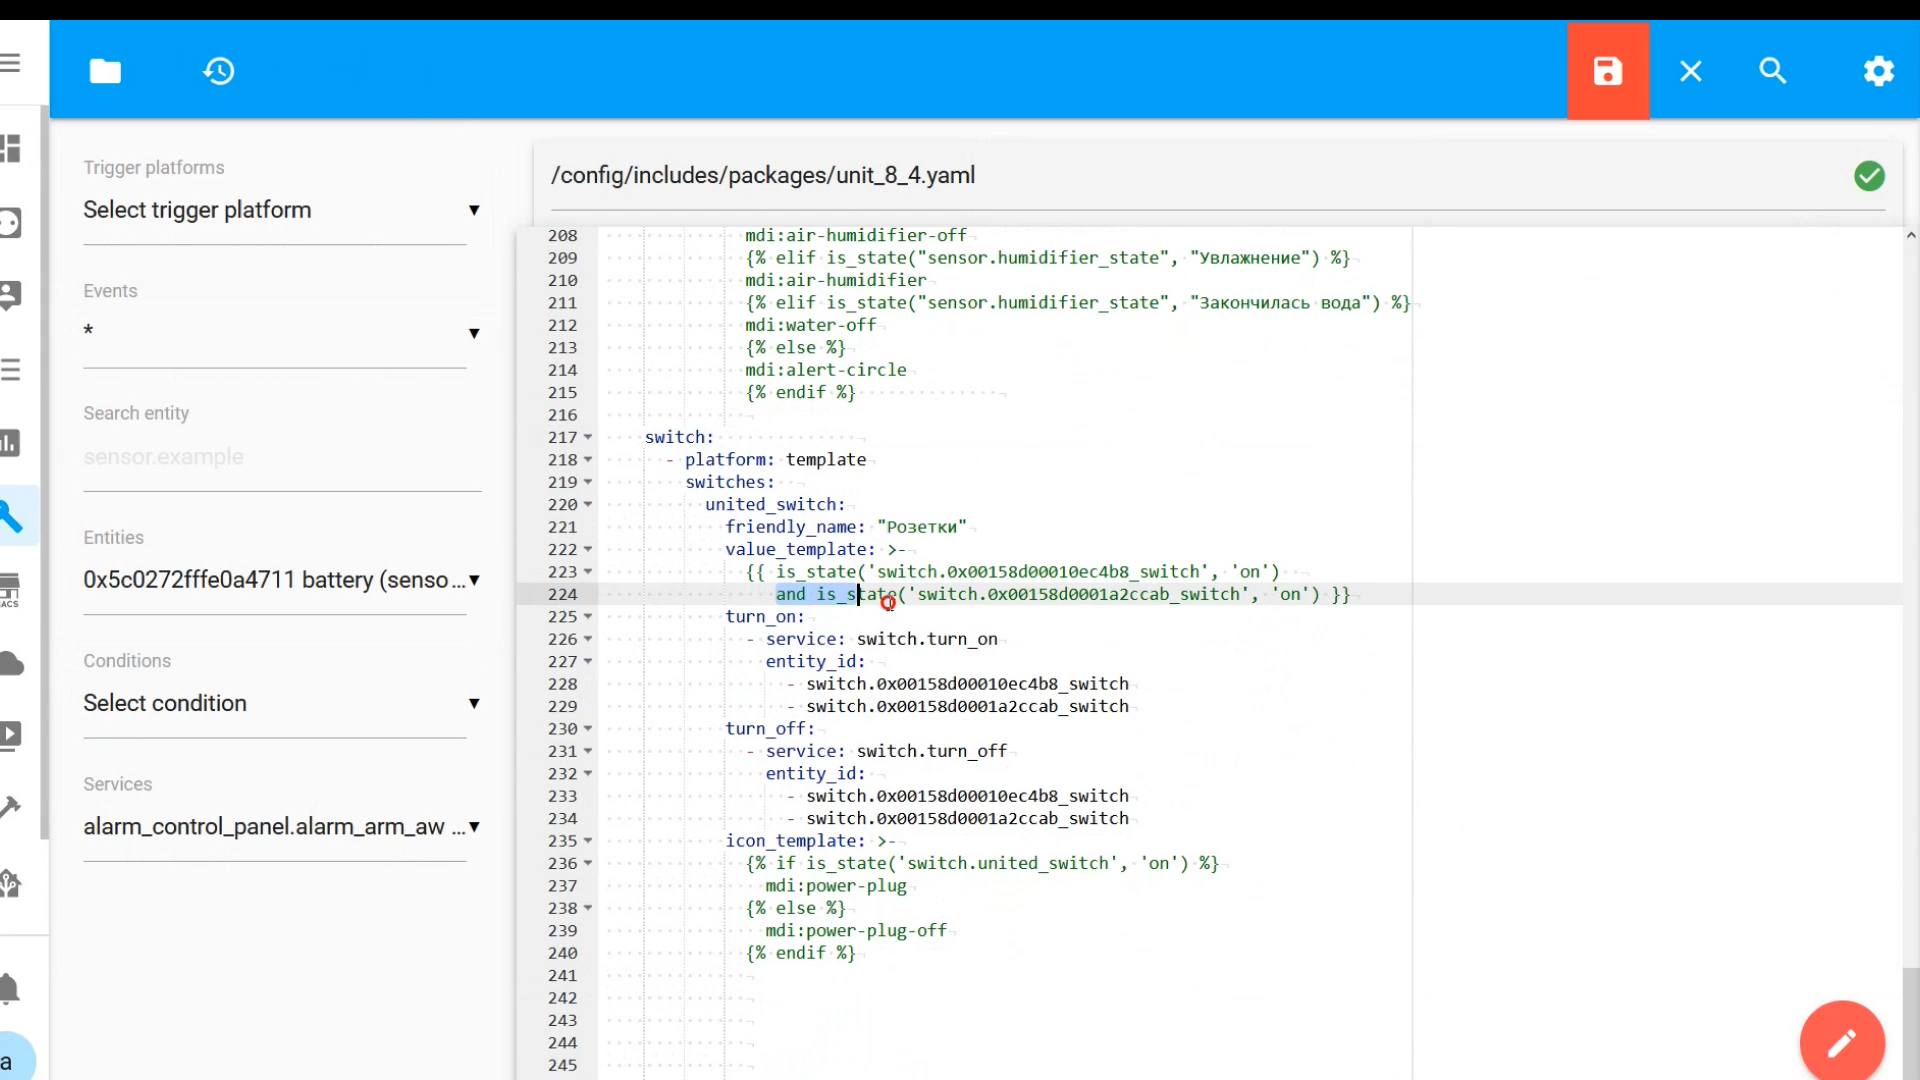 /config/includes/packages/unit_8_4.yaml
Trigger platforms
Select trigger platform ▼
Events
* ▼
Search entity
sensor.example
Entities
0x5c0272fffe0a4711 battery (senso... ▼
Conditions
Select condition ▼
Services
alarm_control_panel.alarm_arm_aw ... ▼
208 mdi:air-humidifier-off
209 {% elif is_state("sensor.humidifier_state", "Увлажнение") %}
210 mdi:air-humidifier
211 {% elif is_state("sensor.humidifier_state", "Закончилась вода") %}
212 mdi:water-off
213 {% else %}
214 mdi:alert-circle
215 {% endif %}
216
217 switch:
218 - platform: template
219 switches:
220 united_switch:
221 friendly_name: "Розетки"
222 value_template: >-
223 {{ is_state('switch.0x00158d00010ec4b8_switch', 'on')
224 and is_state('switch.0x00158d0001a2ccab_switch', 'on') }}
225 turn_on:
226 - service: switch.turn_on
227 entity_id:
228 - switch.0x00158d00010ec4b8_switch
229 - switch.0x00158d0001a2ccab_switch
230 turn_off:
231 - service: switch.turn_off
232 entity_id:
233 - switch.0x00158d00010ec4b8_switch
234 - switch.0x00158d0001a2ccab_switch
235 icon_template: >-
236 {% if is_state('switch.united_switch', 'on') %}
237 mdi:power-plug
238 {% else %}
239 mdi:power-plug-off
240 {% endif %}
241
242
243
244
245
HACS
a